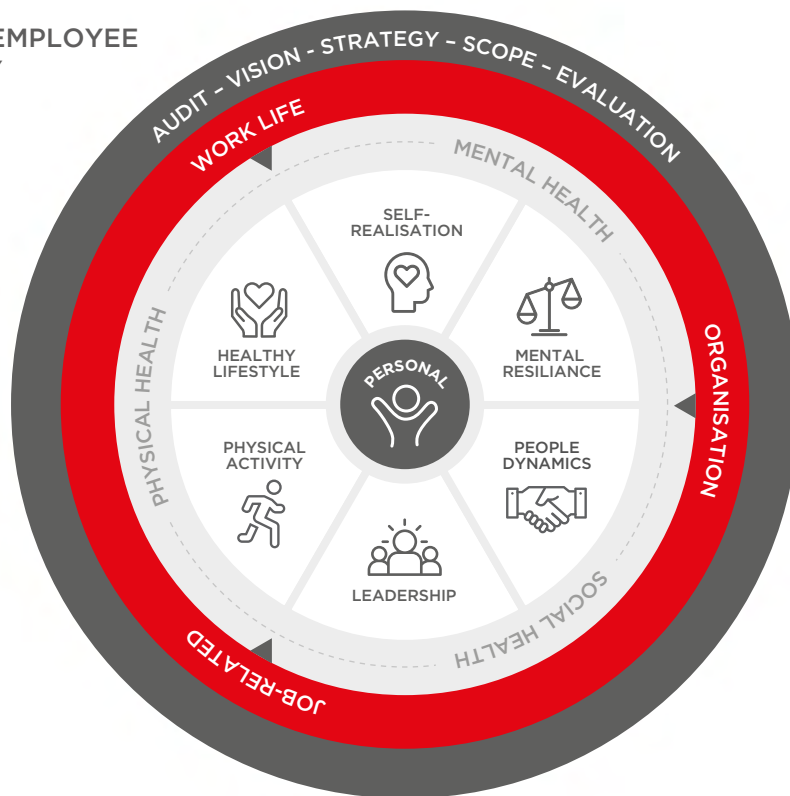 EMPLOYEE
AUDIT – VISION - STRATEGY – SCOPE – EVALUATION
WORK LIFE
MENTAL HEALTH
SELF-
REALISATION
HEALTHY
LIFESTYLE
MENTAL
RESILIANCE
PERSONAL
PHYSICAL HEALTH
ORGANISATION
PHYSICAL
ACTIVITY
PEOPLE
DYNAMICS
LEADERSHIP
SOCIAL HEALTH
JOB-RELATED